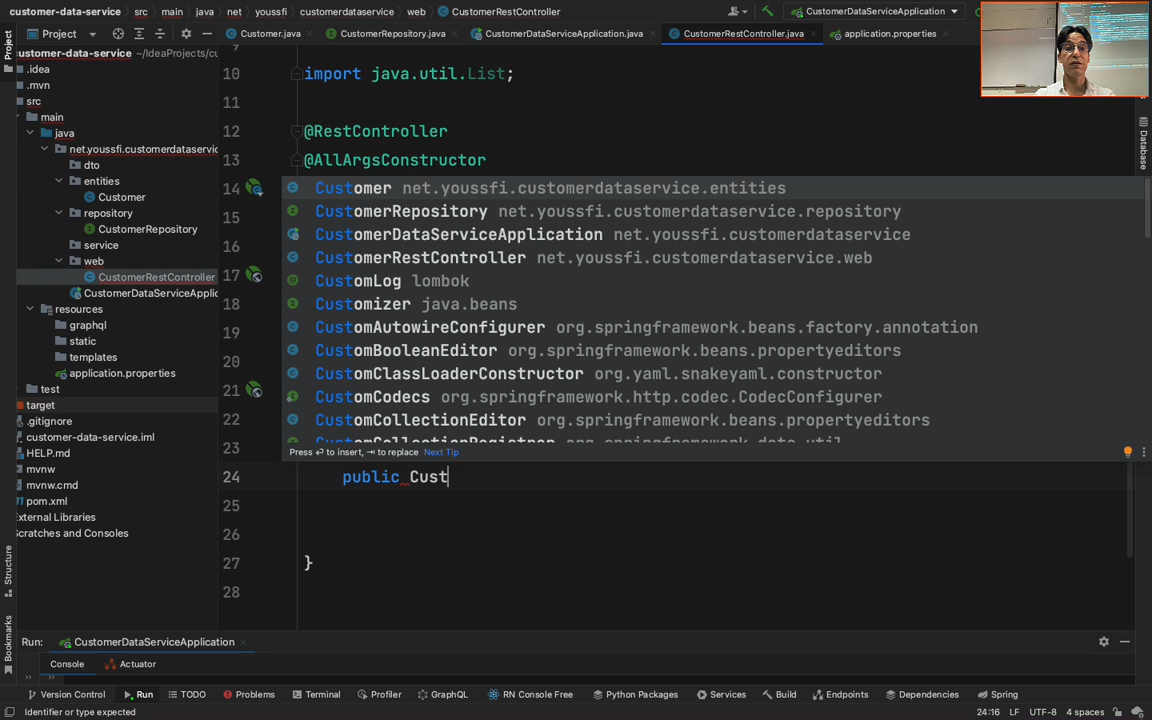 customer-data-service
src
main
java
net
youssfi
customerdataservice
web
CustomerRestController
CustomerDataServiceApplication
Project
Customer.java
CustomerRepository.java
CustomerDataServiceApplication.java
CustomerRestController.java
application.properties
Project
customer-data-service ~/IdeaProjects/cu
.idea
.mvn
src
main
java
net.youssfi.customerdataservic
dto
entities
Customer
repository
CustomerRepository
service
web
CustomerRestController
CustomerDataServiceApplic
resources
graphql
static
templates
application.properties
test
target
.gitignore
customer-data-service.iml
HELP.md
mvnw
mvnw.cmd
pom.xml
External Libraries
Scratches and Consoles
Structure
Bookmarks
Database
10 import java.util.List;
11
12 @RestController
13 @AllArgsConstructor
14
15
16
17
18
19
20
21
22
23
24 public Cust
25
26
27 }
28
Customer net.youssfi.customerdataservice.entities
CustomerRepository net.youssfi.customerdataservice.repository
CustomerDataServiceApplication net.youssfi.customerdataservice
CustomerRestController net.youssfi.customerdataservice.web
CustomLog lombok
Customizer java.beans
CustomAutowireConfigurer org.springframework.beans.factory.annotation
CustomBooleanEditor org.springframework.beans.propertyeditors
CustomClassLoaderConstructor org.yaml.snakeyaml.constructor
CustomCodecs org.springframework.http.codec.CodecConfigurer
CustomCollectionEditor org.springframework.beans.propertyeditors
CustomCollectionRegistrar org.springframework.data.util
Press ⏎ to insert, ⇥ to replace Next Tip
Run: CustomerDataServiceApplication
Console Actuator
Version Control Run TODO Problems Terminal Profiler GraphQL RN Console Free Python Packages Services Build Endpoints Dependencies Spring
Identifier or type expected
24:16 LF UTF-8 4 spaces